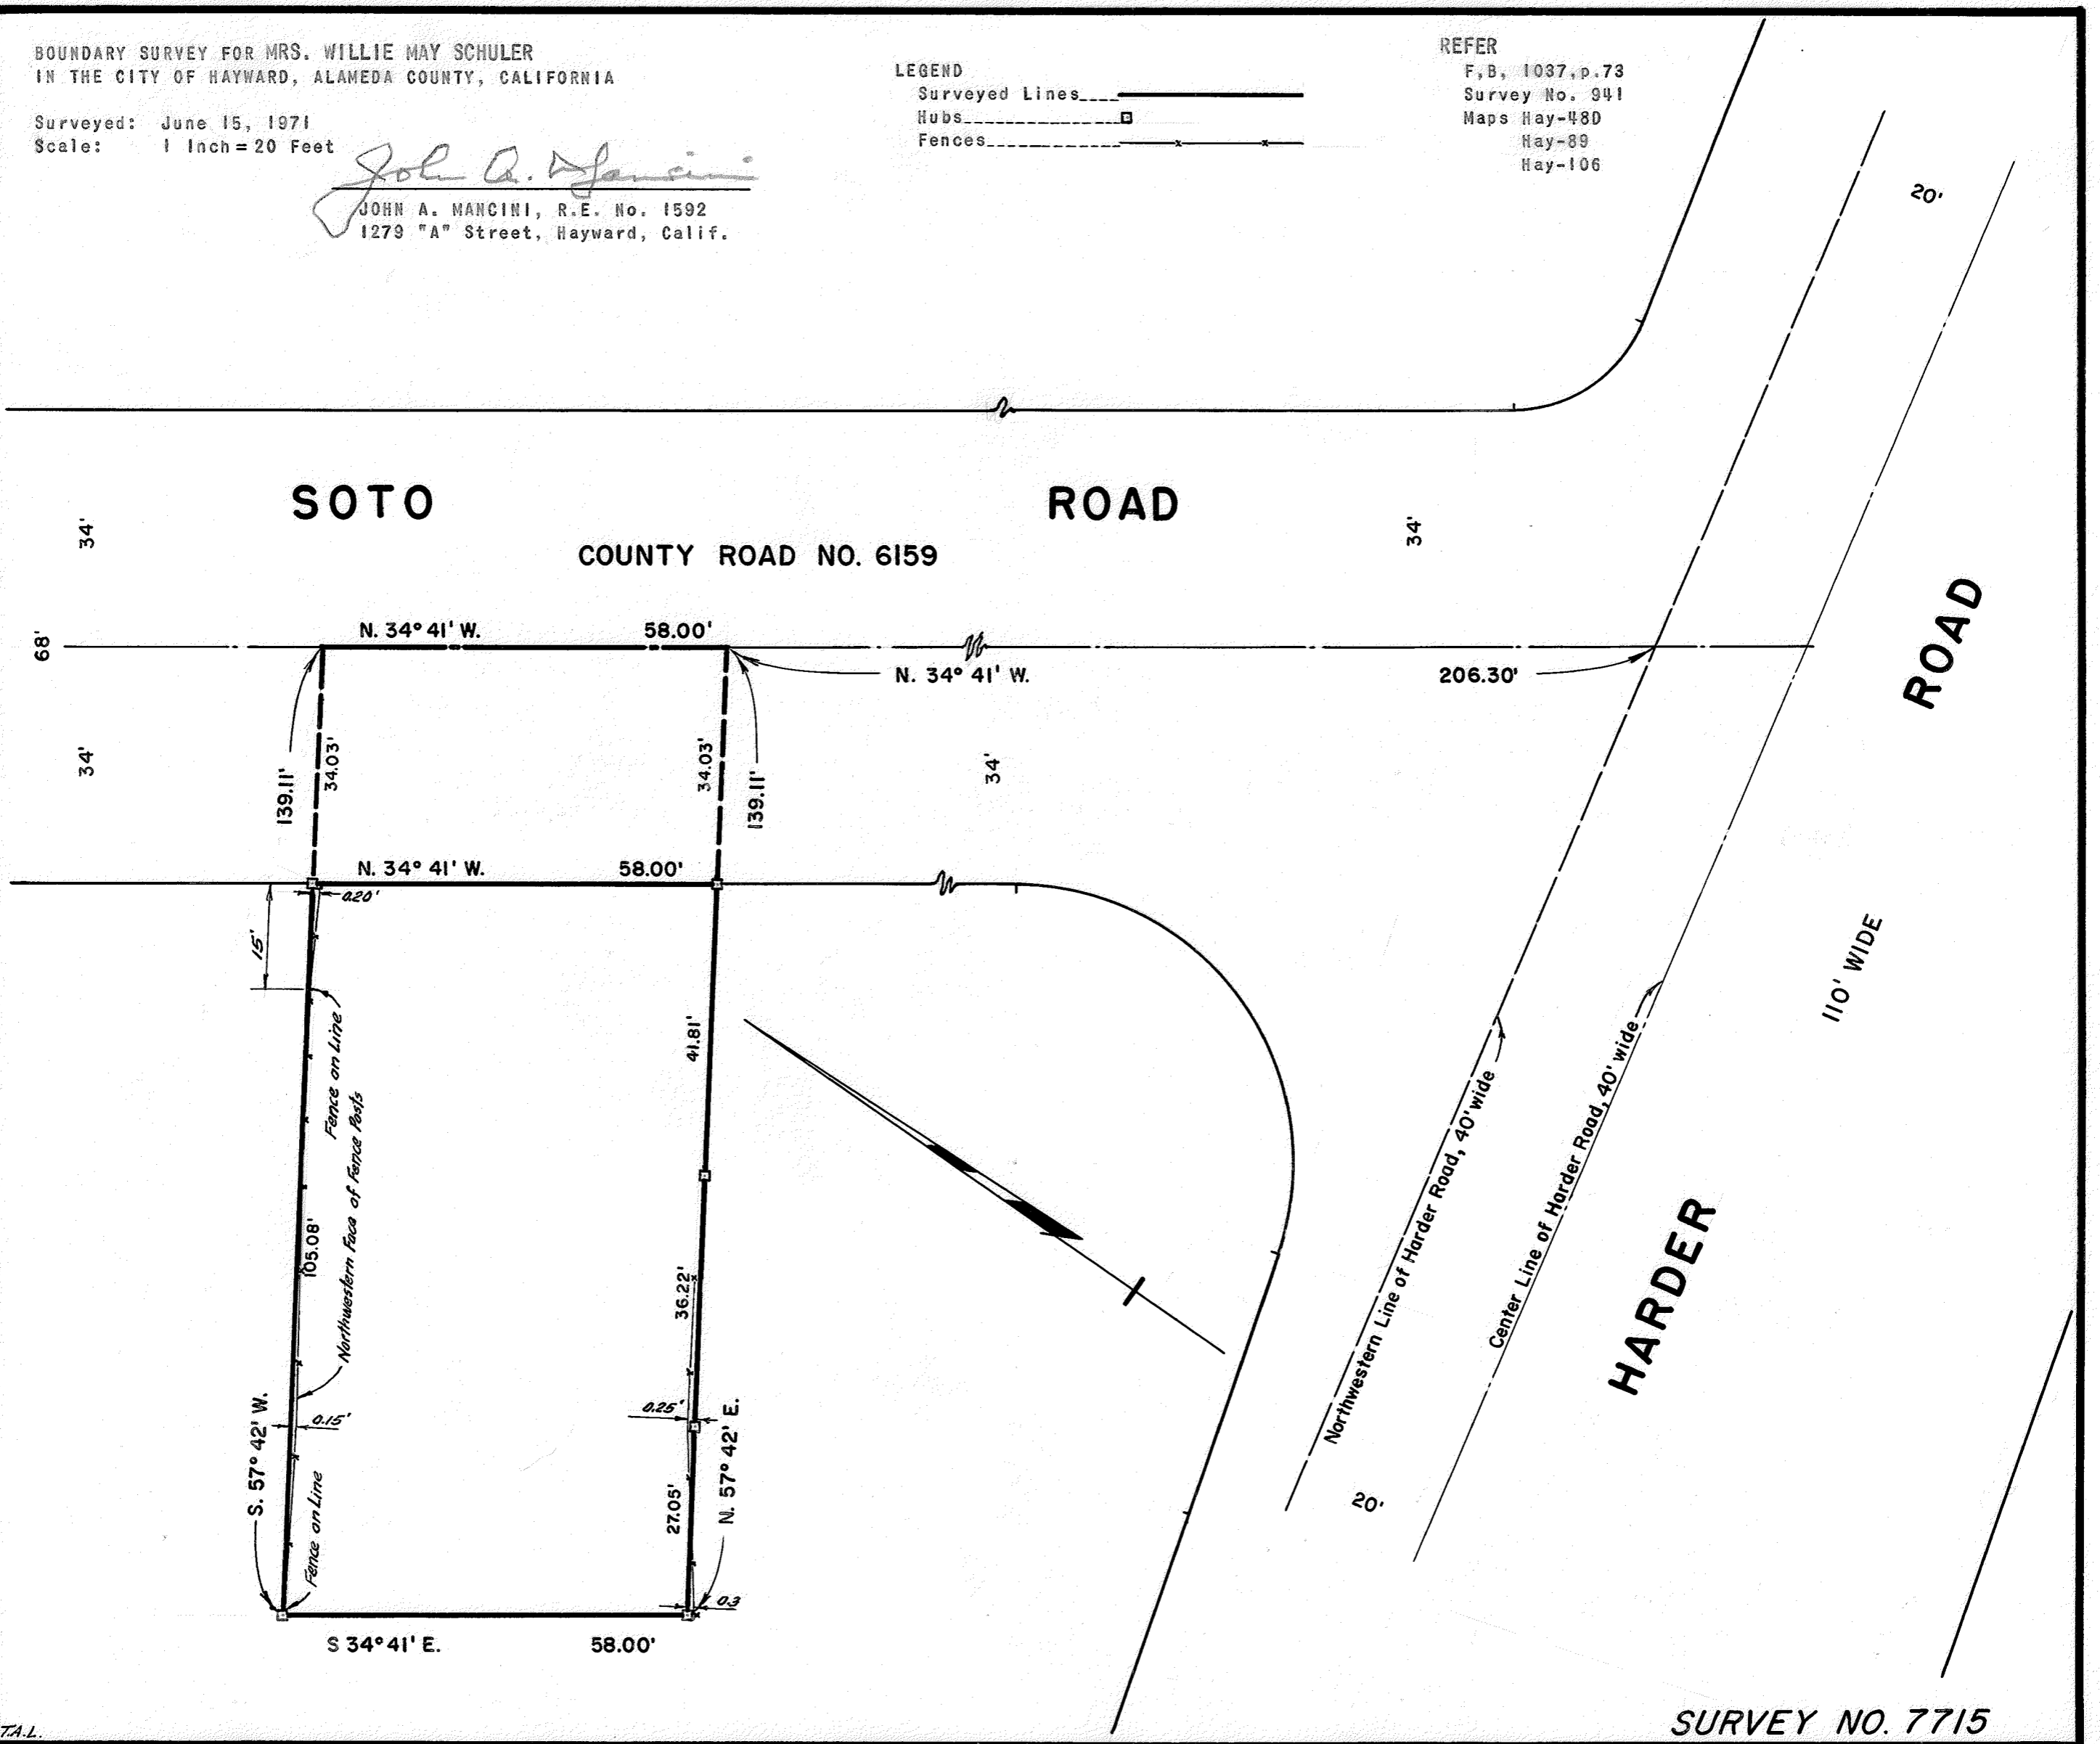 BOUNDARY SURVEY FOR MRS. WILLIE MAY SCHULER
IN THE CITY OF HAYWARD, ALAMEDA COUNTY, CALIFORNIA
Surveyed: June 15, 1971
Scale: 1 Inch = 20 Feet
John A. Mancini
JOHN A. MANCINI, R.E. No. 1592
1279 "A" Street, Hayward, Calif.
LEGEND
Surveyed Lines
Hubs
Fences
REFER
F,B, 1037,p.73
Survey No. 941
Maps Hay-48D
Hay-89
Hay-106
20'
SOTO ROAD
34'
34'
COUNTY ROAD NO. 6159
68'
N. 34° 41' W. 58.00'
N. 34° 41' W.
206.30'
34'
139.11'
34.03'
34.03'
139.11'
34'
N. 34° 41' W. 58.00'
0.20'
15'
Fence on Line
Northwestern Face of Fence Posts
41.81'
105.08'
36.22'
S. 57° 42' W.
0.15'
0.25'
N. 57° 42' E.
Fence on Line
27.05'
0.3
S 34° 41' E. 58.00'
HARDER ROAD
110' WIDE
Northwestern Line of Harder Road, 40' wide
Center Line of Harder Road, 40' wide
20'
T.A.L.
SURVEY NO. 7715